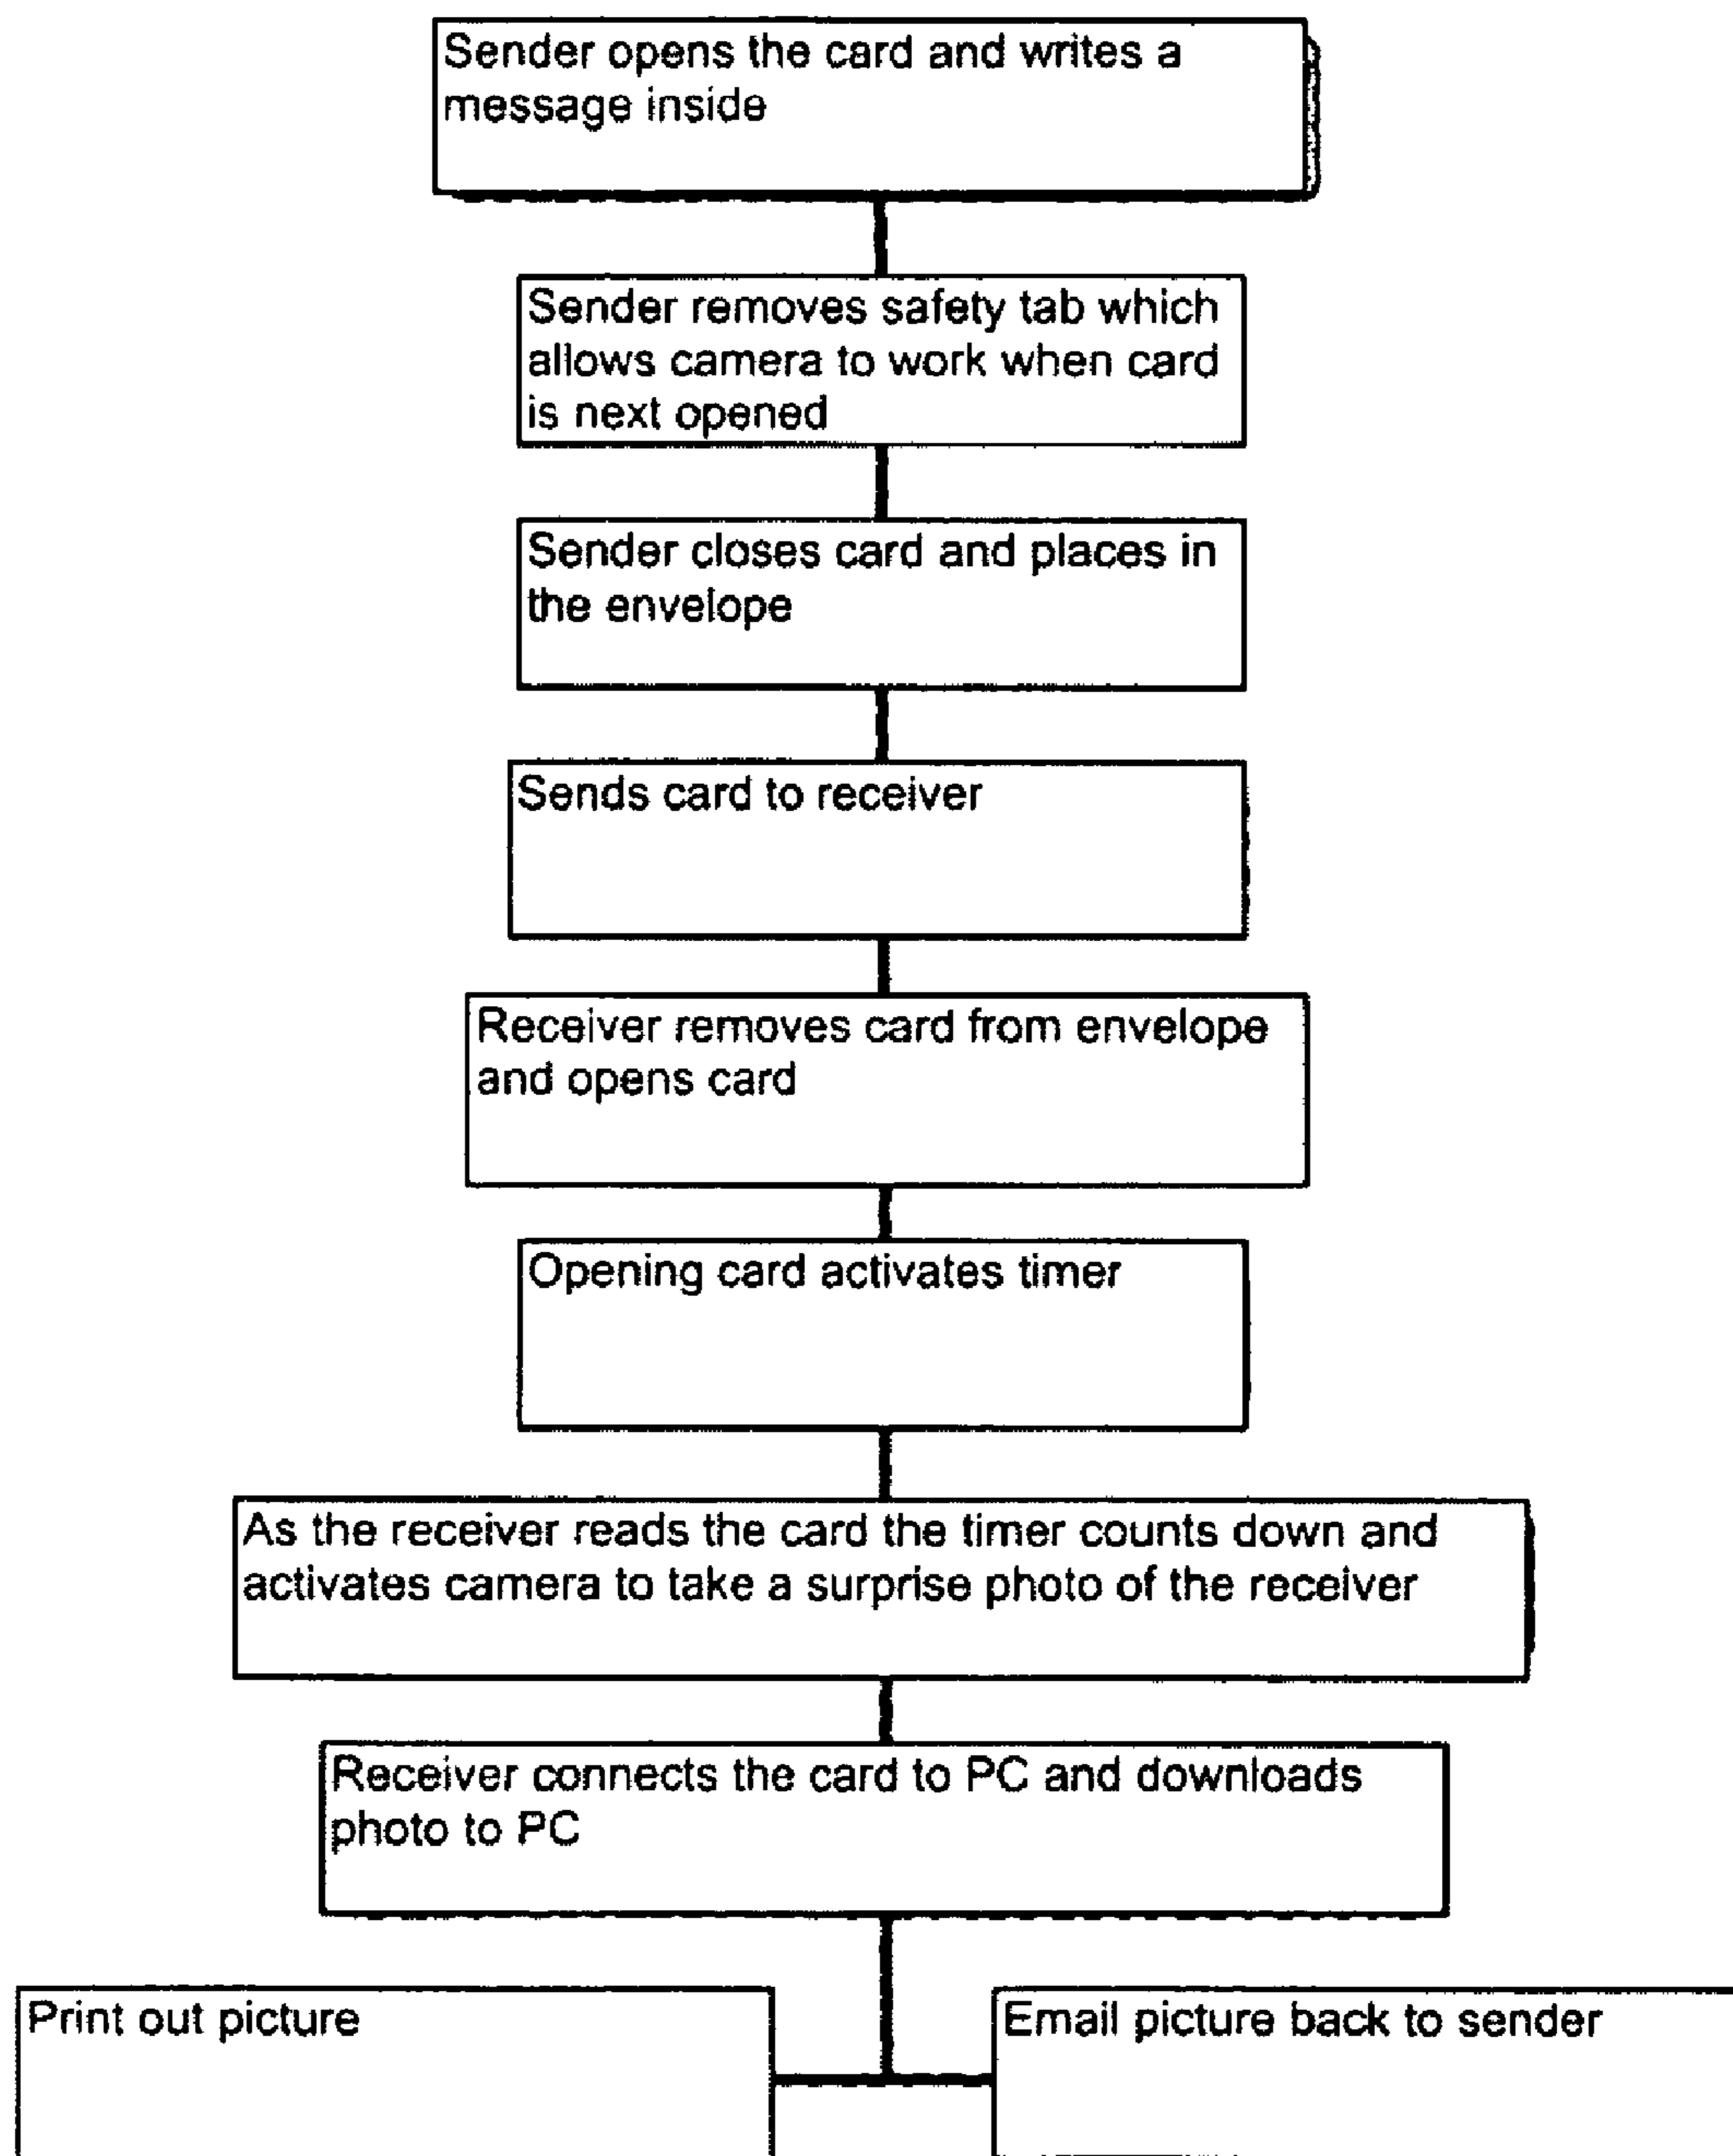 Sender opens the card and writes a
message inside
Sender removes safety tab which
allows camera to work when card
is next opened
Sender closes card and places in
the envelope
Sends card to receiver
Receiver removes card from envelope
and opens card
Opening card activates timer
As the receiver reads the card the timer counts down and
activates camera to take a surprise photo of the receiver
Receiver connects the card to PC and downloads
photo to PC
Print out picture
Email picture back to sender